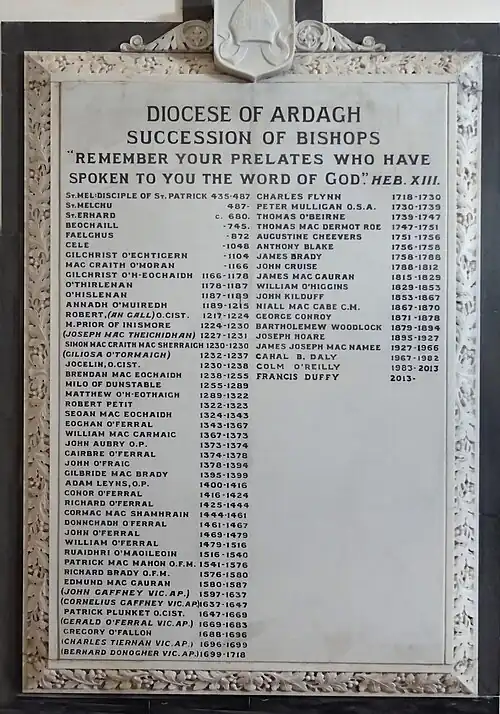 DIOCESE OF ARDAGH
SUCCESSION OF BISHOPS
"REMEMBER YOUR PRELATES WHO HAVE
SPOKEN TO YOU THE WORD OF GOD". HEB. XIII.
ST. MEL: DISCIPLE OF ST. PATRICK 435-487
ST. MELCHU 487-
ST. ERHARD c. 680.
BEOCHAILL -745.
FAELGHUS -872
CELE -1048
GILCHRIST O'ECHTIGERN -1104
MAC CRAITH O'MORAN -1166
GILCHRIST O'H-EOCHAIDH 1166-1178
O'THIRLENAN 1178-1187
O'HISLENAN 1187-1189
ANNADH O'MUIREDH 1189-1213
ROBERT, (AN GALL) O.CIST. 1217-1224
M. PRIOR OF INISMORE 1224-1230
(JOSEPH MAC THEICHIDHAN) 1227-1231
SIMON MAC CRAITH MAC SHERRAIGH 1230-1230
(GILIOSA O'TORMAIGH) 1232-1237
JOCELIN, O.CIST. 1230-1238
BRENDAN MAC EOCHAIDH 1238-1255
MILO OF DUNSTABLE 1255-1289
MATTHEW O'H-EOTHAIGH 1289-1322
ROBERT PETIT 1322-1323
SEOAN MAC EOCHAIDH 1324-1343
EOGHAN O'FERRAL 1343-1367
WILLIAM MAC CARMAIC 1367-1373
JOHN AUBRY O.P. 1373-1374
CAIRBRE O'FERRAL 1374-1378
JOHN O'FRAIC 1378-1394
GILBRIDE MAC BRADY 1395-1399
ADAM LEYNS, O.P. 1400-1416
CONOR O'FERRAL 1416-1424
RICHARD O'FERRAL 1425-1444
CORMAC MAC SHAMHRAIN 1444-1461
DONNCHADH O'FERRAL 1461-1467
JOHN O'FERRAL 1469-1479
WILLIAM O'FERRAL 1479-1516
RUAIDHRI O'MAOILEOIN 1516-1540
PATRICK MAC MAHON O.F.M. 1541-1576
RICHARD BRADY O.F.M. 1576-1580
EDMUND MAC GAURAN 1580-1587
(JOHN GAFFNEY VIC. AP.) 1597-1637
(CORNELIUS GAFFNEY VIC. AP) 1637-1647
PATRICK PLUNKET O.CIST. 1647-1669
(GERALD O'FERRAL VIC. AP.) 1669-1683
GREGORY O'FALLON 1688-1696
(CHARLES TIERNAN VIC. AP.) 1696-1699
(BERNARD DONOGHER VIC. AP.) 1699-1718
CHARLES FLYNN 1718-1730
PETER MULLIGAN O.S.A. 1730-1739
THOMAS O'BEIRNE 1739-1747
THOMAS MAC DERMOT ROE 1747-1751
AUGUSTINE CHEEVERS 1751-1756
ANTHONY BLAKE 1756-1758
JAMES BRADY 1758-1788
JOHN CRUISE 1788-1812
JAMES MAC GAURAN 1815-1829
WILLIAM O'HIGGINS 1829-1853
JOHN KILDUFF 1853-1867
NIALL MAC CABE C.M. 1867-1870
GEORGE CONROY 1871-1878
BARTHOLEMEW WOODLOCK 1879-1894
JOSEPH HOARE 1895-1927
JAMES JOSEPH MAC NAMEE 1927-1966
CAHAL B. DALY 1967-1982
COLM O'REILLY 1983-2013
FRANCIS DUFFY 2013-